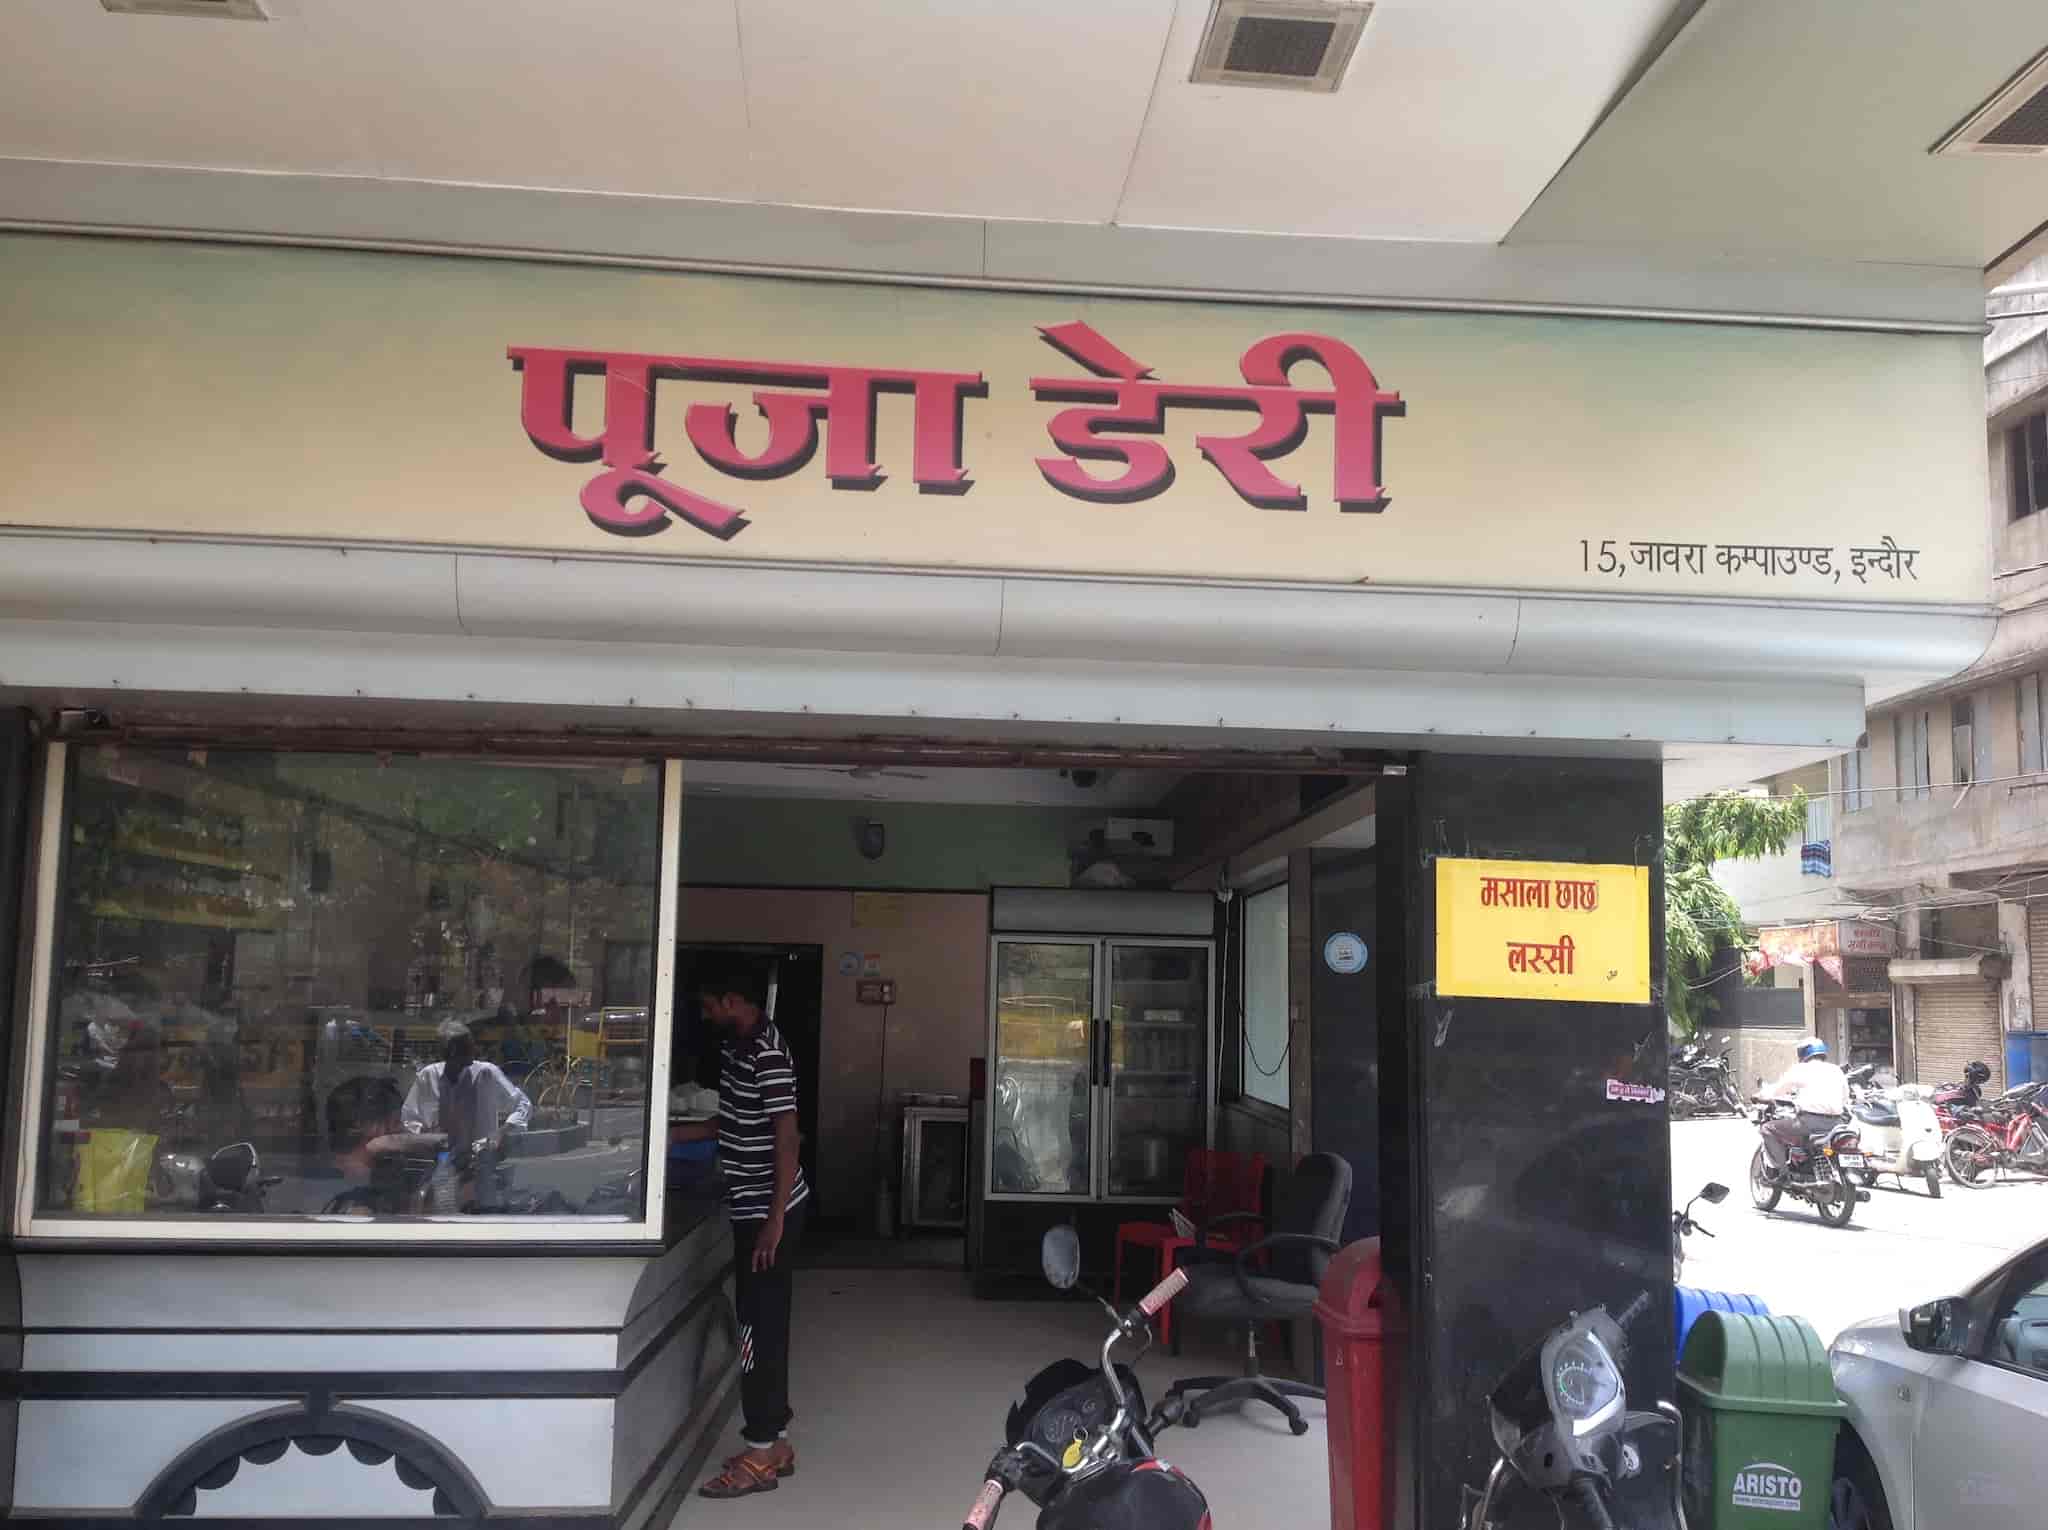 पूजा डेरी
15, जावरा कम्पाउण्ड, इन्दौर
मसाला छाछ
लस्सी
ARISTO